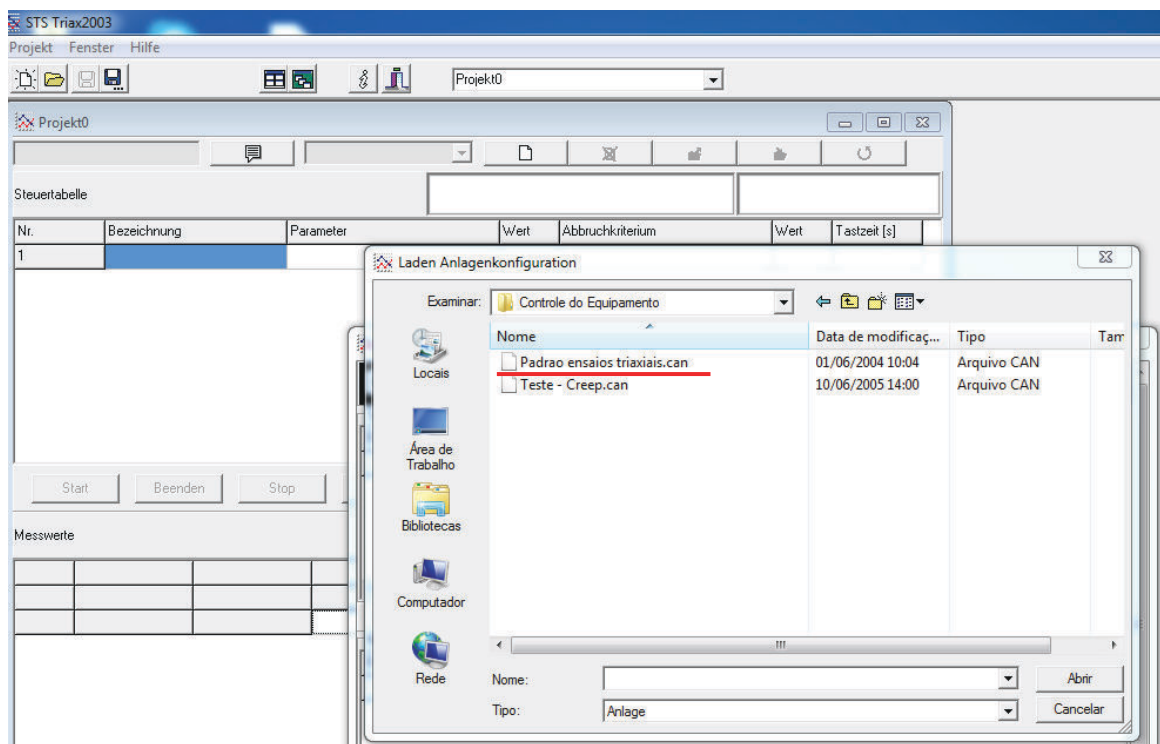 STS Triax2003
Projekt Fenster Hilfe
Projekt0
Projekt0
Steuertabelle
Nr. Bezeichnung Parameter Wert Abbruchkriterium Wert Tastzeit [s]
1
Laden Anlagenkonfiguration
Examinar: Controle do Equipamento
Nome Data de modificaç... Tipo Tam
Padrao ensaios triaxiais.can 01/06/2004 10:04 Arquivo CAN
Teste - Creep.can 10/06/2005 14:00 Arquivo CAN
Locais
Área de
Trabalho
Bibliotecas
Computador
Rede
Start Beenden Stop
Messwerte
Nome: Abrir
Tipo: Anlage Cancelar